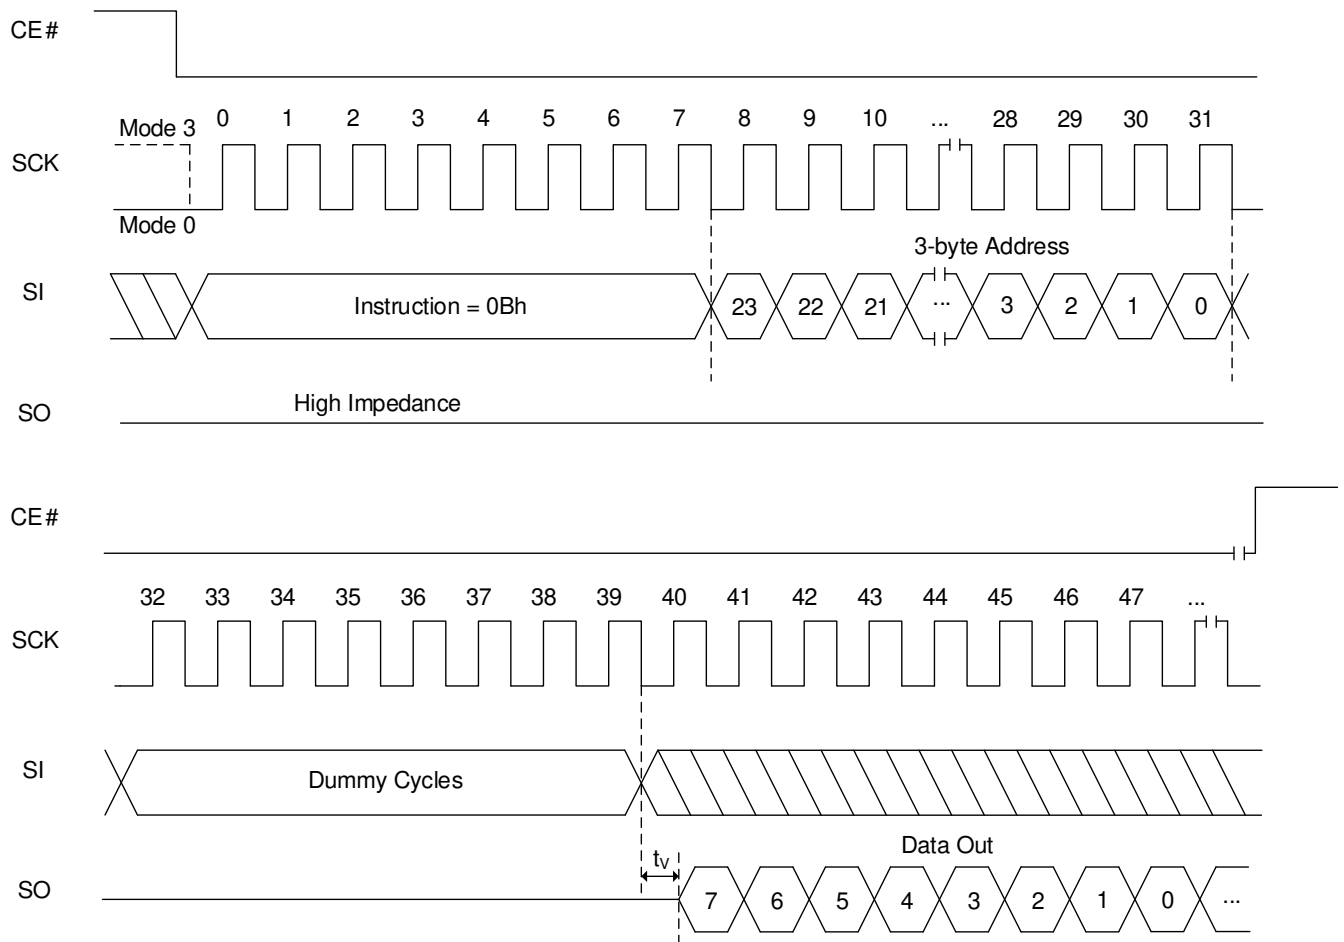 CE#
Mode 3 0 1 2 3 4 5 6 7 8 9 10 ... 28 29 30 31
SCK
Mode 0
3-byte Address
SI Instruction = 0Bh 23 22 21 ... 3 2 1 0
High Impedance
SO
CE#
32 33 34 35 36 37 38 39 40 41 42 43 44 45 46 47 ...
SCK
SI Dummy Cycles
Data Out
tV
SO 7 6 5 4 3 2 1 0 ...